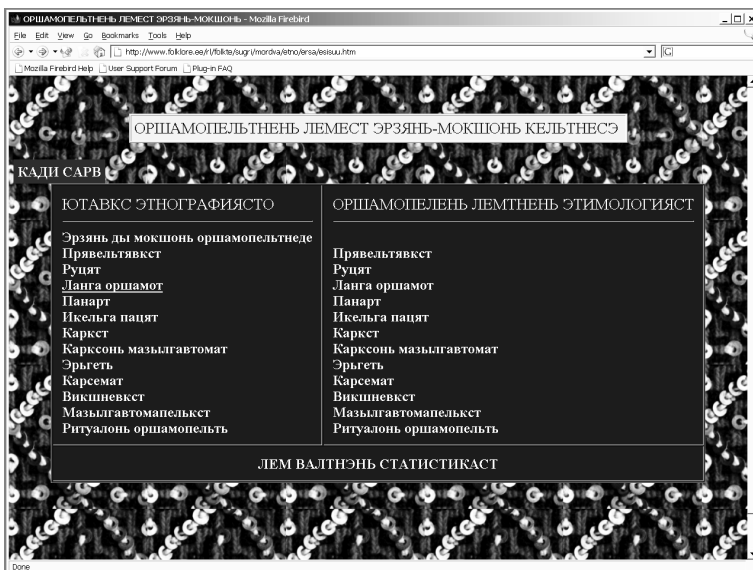 ОРШАМОПЕЛЬТНЕНЬ ЛЕМЕСТ ЭРЗЯНЬ-МОКШОНЬ - Mozilla Firebird
File Edit View Go Bookmarks Tools Help
http://www.folklore.ee/rl/folkte/sugri/mordva/etno/ersa/esisuu.htm
Mozilla Firebird Help User Support Forum Plug-in FAQ
ОРШАМОПЕЛЬТНЕНЬ ЛЕМЕСТ ЭРЗЯНЬ-МОКШОНЬ КЕЛЬТНЕСЭ
КАДИ САРВ
ЮТАВКС ЭТНОГРАФИЯСТО
Эрзянь ды мокшонь оршамопельтнеде
Прявельтявкст
Руцят
Ланга оршамот
Панарт
Икельга пацят
Каркст
Карксонь мазылгавтомат
Эрьгеть
Карсемат
Викшневкст
Мазылгавтомапелькст
Ритуалонь оршамопельть
ОРШАМОПЕЛЕНЬ ЛЕМТНЕНЬ ЭТИМОЛОГИЯСТ
Прявельтявкст
Руцят
Ланга оршамот
Панарт
Икельга пацят
Каркст
Карксонь мазылгавтомат
Эрьгеть
Карсемат
Викшневкст
Мазылгавтомапелькст
Ритуалонь оршамопельть
ЛЕМ ВАЛТНЭНЬ СТАТИСТИКАСТ
Done